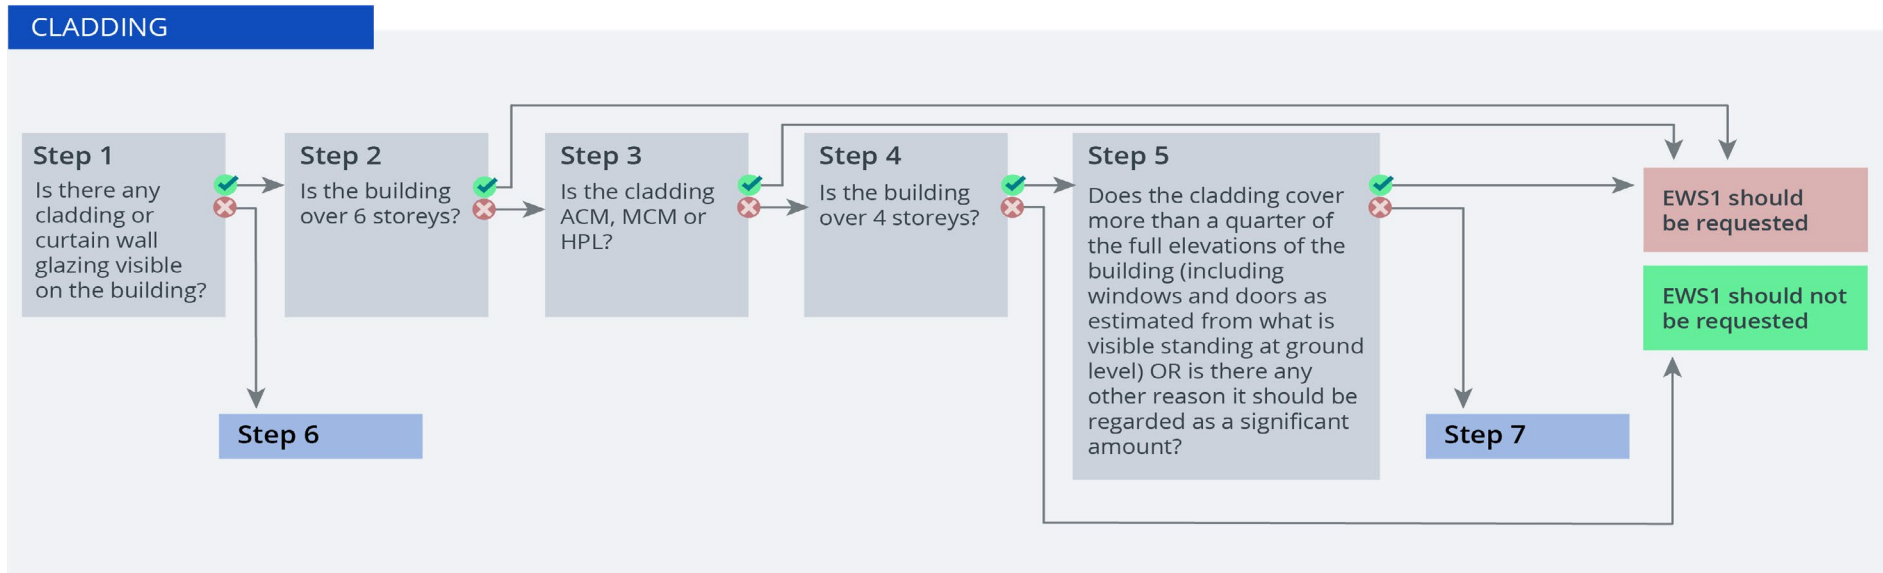 CLADDING
Step 1
Is there any
cladding or
curtain wall
glazing visible
on the building?
Step 2
Is the building
over 6 storeys?
Step 3
Is the cladding
ACM, MCM or
HPL?
Step 4
Is the building
over 4 storeys?
Step 5
Does the cladding cover
more than a quarter of
the full elevations of the
building (including
windows and doors as
estimated from what is
visible standing at ground
level) OR is there any
other reason it should be
regarded as a significant
amount?
EWS1 should
be requested
EWS1 should not
be requested
Step 6
Step 7